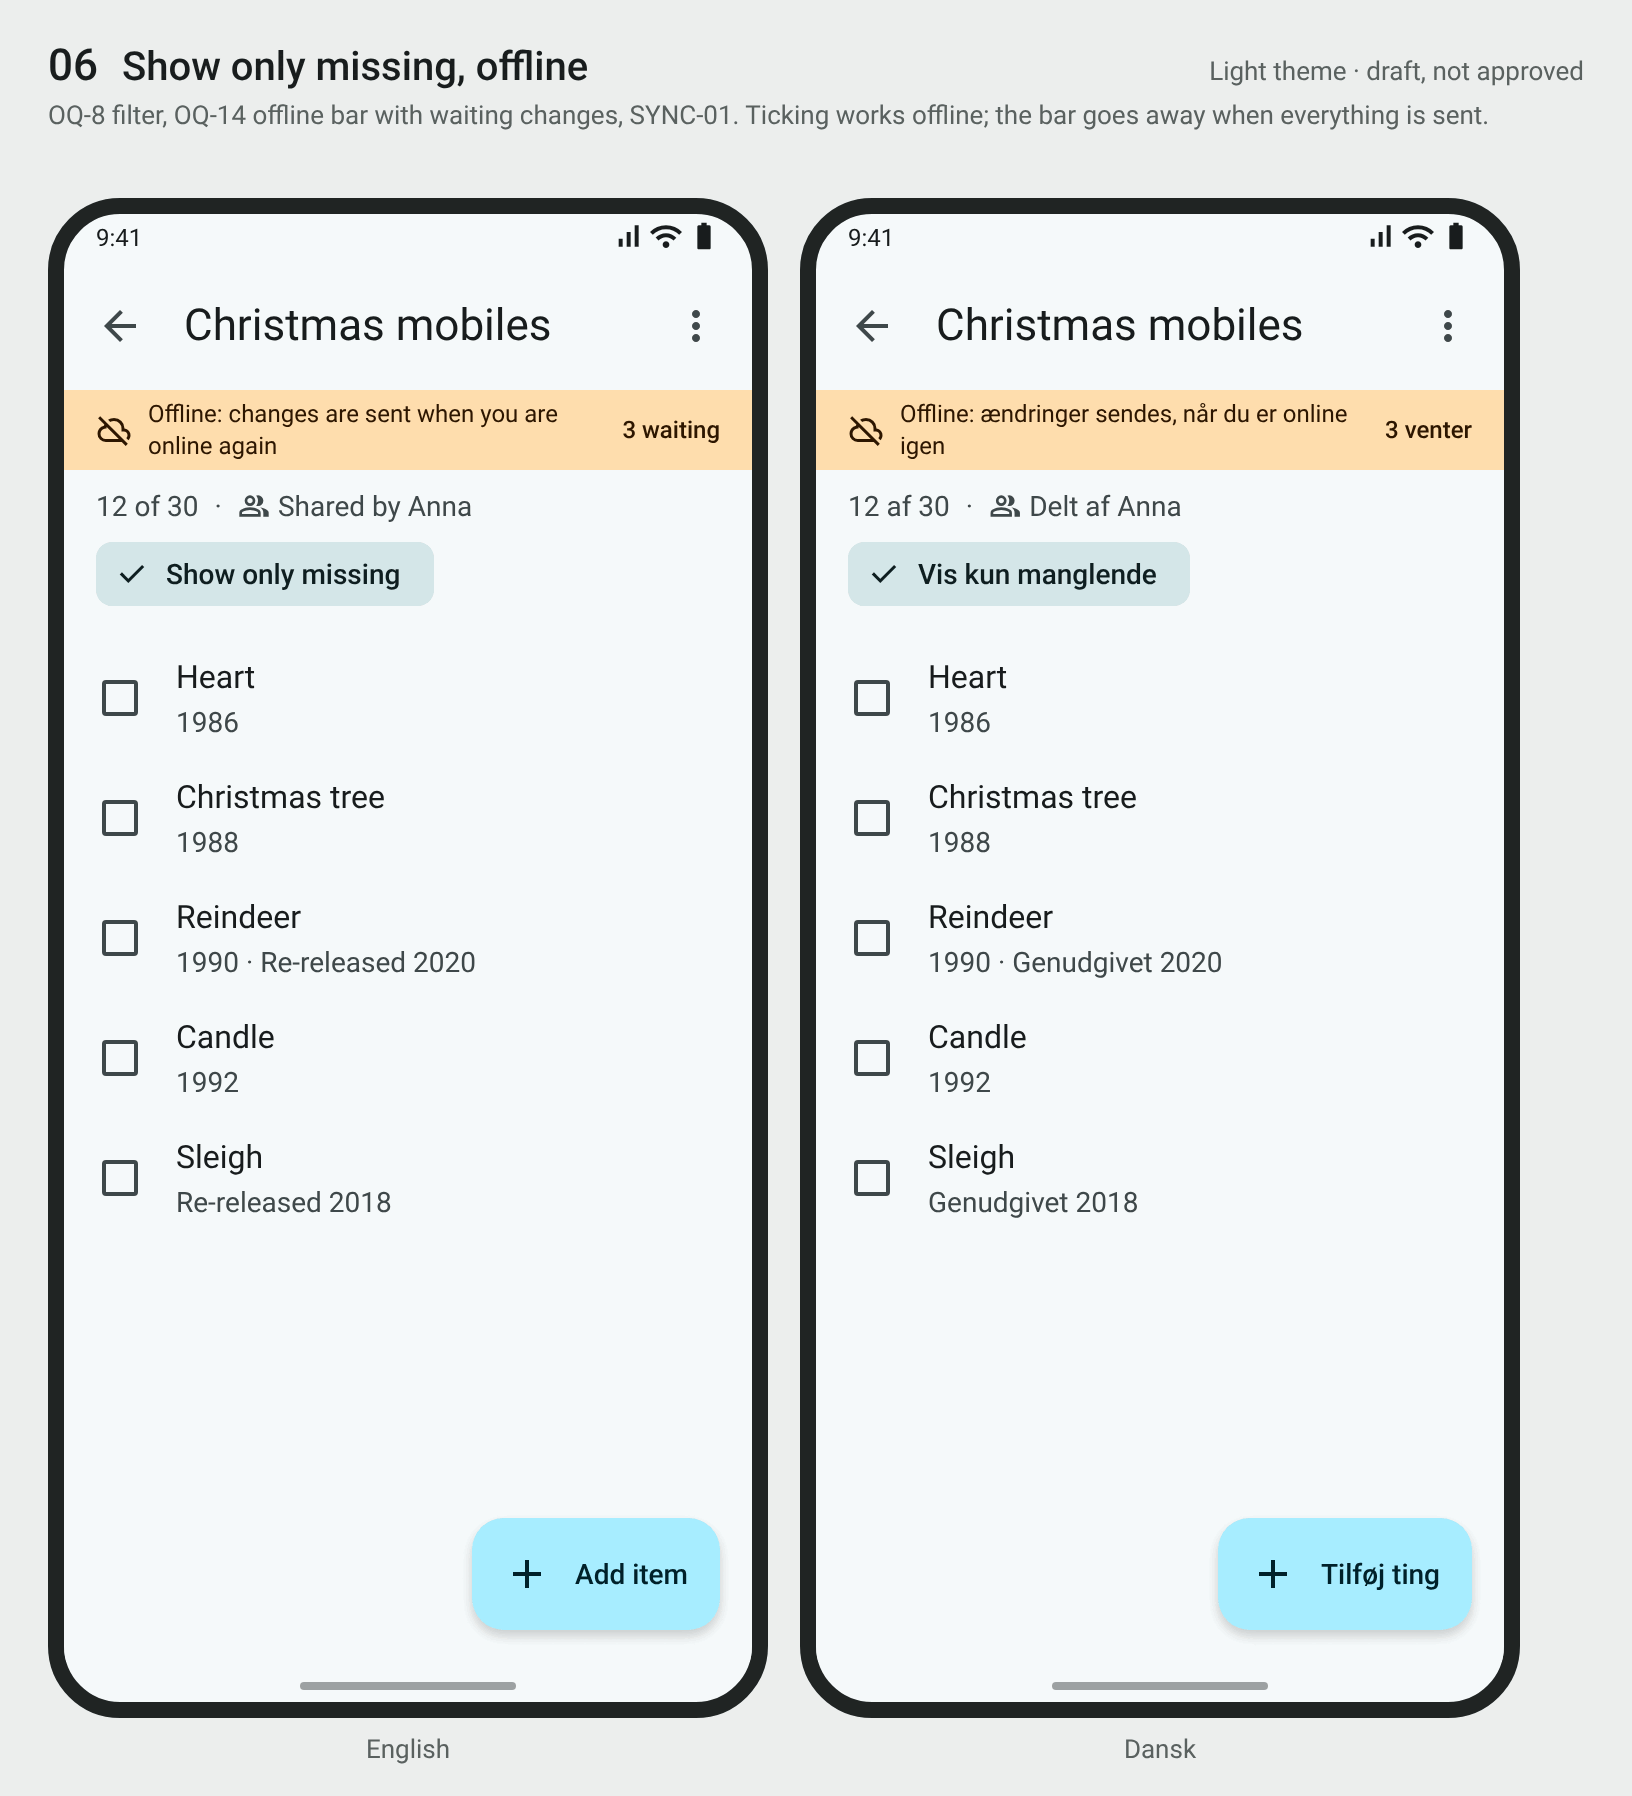 06 Show only missing, offline
Light theme · draft, not approved
OQ-8 filter, OQ-14 offline bar with waiting changes, SYNC-01. Ticking works offline; the bar goes away when everything is sent.
9:41
Christmas mobiles
Offline: changes are sent when you are
online again
3 waiting
12 of 30 · Shared by Anna
Show only missing
Heart
1986
Christmas tree
1988
Reindeer
1990 · Re-released 2020
Candle
1992
Sleigh
Re-released 2018
Add item
English
9:41
Christmas mobiles
Offline: ændringer sendes, når du er online
igen
3 venter
12 af 30 · Delt af Anna
Vis kun manglende
Heart
1986
Christmas tree
1988
Reindeer
1990 · Genudgivet 2020
Candle
1992
Sleigh
Genudgivet 2018
Tilføj ting
Dansk